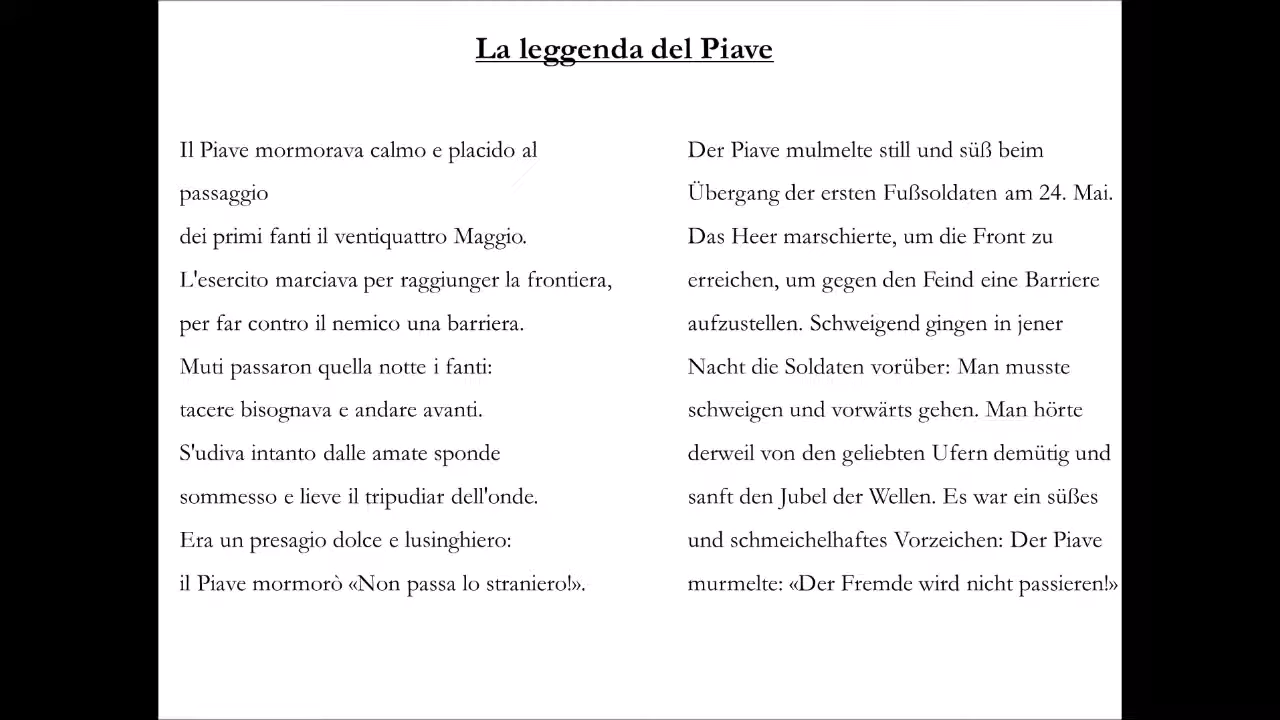 La leggenda del Piave
Il Piave mormorava calmo e placido al
passaggio
dei primi fanti il ventiquattro Maggio.
L'esercito marciava per raggiunger la frontiera,
per far contro il nemico una barriera.
Muti passaron quella notte i fanti:
tacere bisognava e andare avanti.
S'udiva intanto dalle amate sponde
sommesso e lieve il tripudiar dell'onde.
Era un presagio dolce e lusinghiero:
il Piave mormorò «Non passa lo straniero!».
Der Piave mulmelte still und süß beim
Übergang der ersten Fußsoldaten am 24. Mai.
Das Heer marschierte, um die Front zu
erreichen, um gegen den Feind eine Barriere
aufzustellen. Schweigend gingen in jener
Nacht die Soldaten vorüber: Man musste
schweigen und vorwärts gehen. Man hörte
derweil von den geliebten Ufern demütig und
sanft den Jubel der Wellen. Es war ein süßes
und schmeichelhaftes Vorzeichen: Der Piave
murmelte: «Der Fremde wird nicht passieren!»